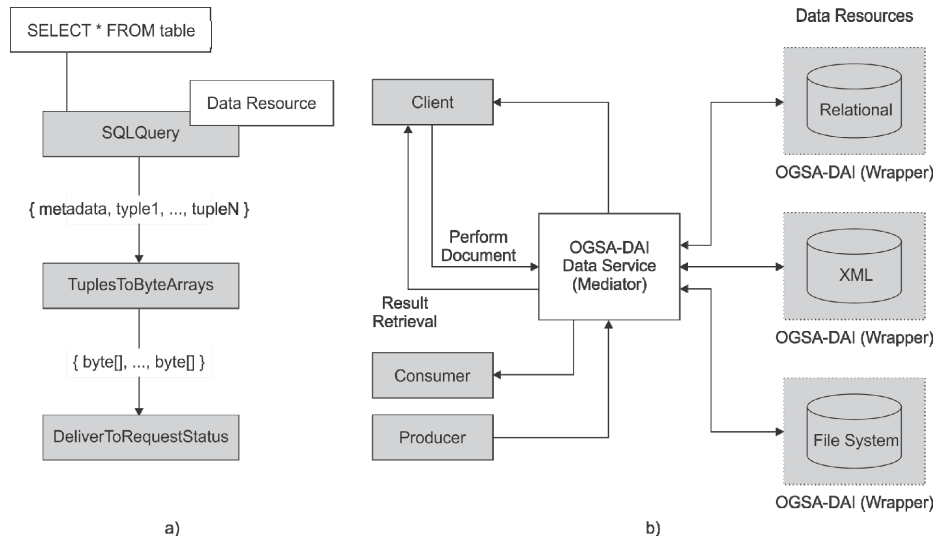 SELECT * FROM table
Data Resource
SQLQuery
{ metadata, typle1, ..., tupleN }
TuplesToByteArrays
{ byte[], ..., byte[] }
DeliverToRequestStatus
a)
Data Resources
Client
Relational
OGSA-DAI (Wrapper)
Perform
Document
OGSA-DAI
Data Service
(Mediator)
XML
OGSA-DAI (Wrapper)
Result
Retrieval
Consumer
Producer
File System
OGSA-DAI (Wrapper)
b)